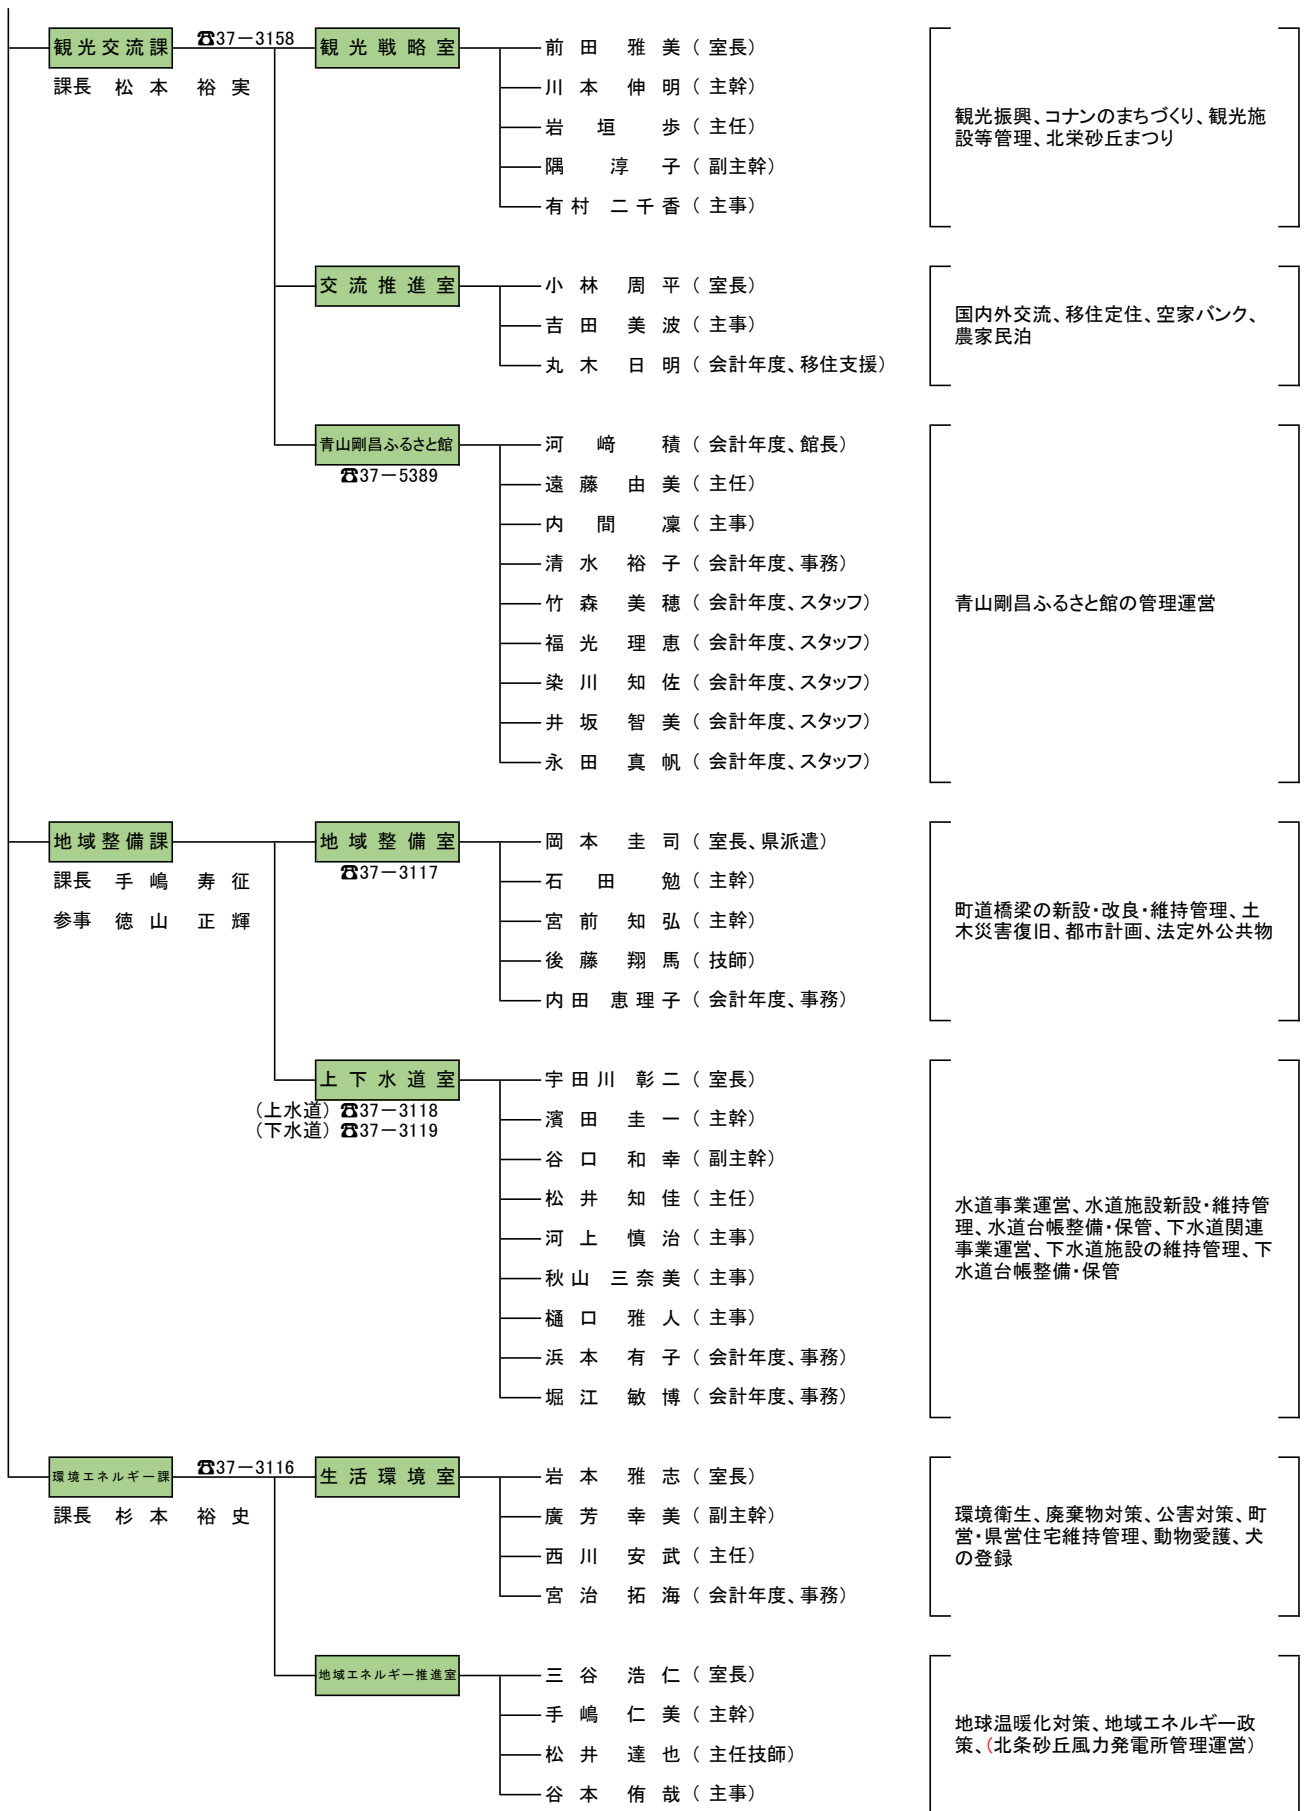 観光交流課 ☎37－3158 観光戦略室
課長 松本 裕実
前田 雅美（室長）
川本 伸明（主幹）
岩垣 歩（主任）
隅 淳子（副主幹）
有村 二千香（主事）
観光振興、コナンのまちづくり、観光施
設等管理、北栄砂丘まつり
交流推進室
小林 周平（室長）
吉田 美波（主事）
丸木 日明（会計年度、移住支援）
国内外交流、移住定住、空家バンク、
農家民泊
青山剛昌ふるさと館
☎37－5389
河﨑 積（会計年度、館長）
遠藤 由美（主任）
内間 凜（主事）
清水 裕子（会計年度、事務）
竹森 美穂（会計年度、スタッフ）
福光 理恵（会計年度、スタッフ）
染川 知佐（会計年度、スタッフ）
井坂 智美（会計年度、スタッフ）
永田 真帆（会計年度、スタッフ）
青山剛昌ふるさと館の管理運営
地域整備課
課長 手嶋 寿征
参事 徳山 正輝
地域整備室
☎37－3117
岡本 圭司（室長、県派遣）
石田 勉（主幹）
宮前 知弘（主幹）
後藤 翔馬（技師）
内田 恵理子（会計年度、事務）
町道橋梁の新設・改良・維持管理、土
木災害復旧、都市計画、法定外公共物
上下水道室
（上水道）☎37－3118
（下水道）☎37－3119
宇田川 彰二（室長）
濱田 圭一（主幹）
谷口 和幸（副主幹）
松井 知佳（主任）
河上 慎治（主事）
秋山 三奈美（主事）
樋口 雅人（主事）
浜本 有子（会計年度、事務）
堀江 敏博（会計年度、事務）
水道事業運営、水道施設新設・維持管
理、水道台帳整備・保管、下水道関連
事業運営、下水道施設の維持管理、下
水道台帳整備・保管
環境エネルギー課 ☎37－3116 生活環境室
課長 杉本 裕史
岩本 雅志（室長）
廣芳 幸美（副主幹）
西川 安武（主任）
宮治 拓海（会計年度、事務）
環境衛生、廃棄物対策、公害対策、町
営・県営住宅維持管理、動物愛護、犬
の登録
地域エネルギー推進室
三谷 浩仁（室長）
手嶋 仁美（主幹）
松井 達也（主任技師）
谷本 侑哉（主事）
地球温暖化対策、地域エネルギー政
策、（北条砂丘風力発電所管理運営）